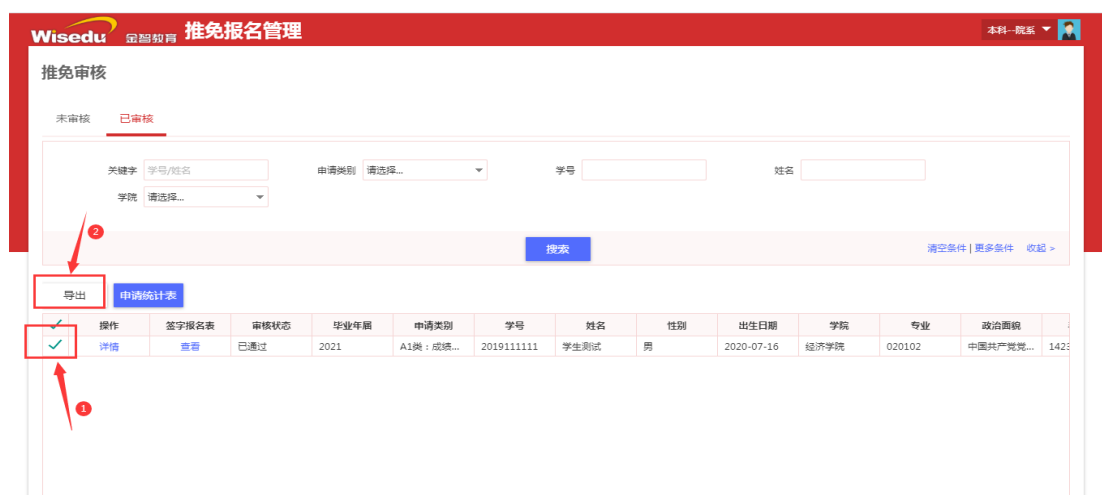 Wisedu 金智教育 推免报名管理 本科--院系
推免审核
未审核 已审核
关键字 学号/姓名 申请类别 请选择... 学号 姓名
学院 请选择...
2
搜索 清空条件 | 更多条件 收起 >
导出 申请统计表
操作 签字报名表 审核状态 毕业年届 申请类别 学号 姓名 性别 出生日期 学院 专业 政治面貌
详情 查看 已通过 2021 A1类：成绩... 2019111111 学生测试 男 2020-07-16 经济学院 020102 中国共产党党... 1423
1